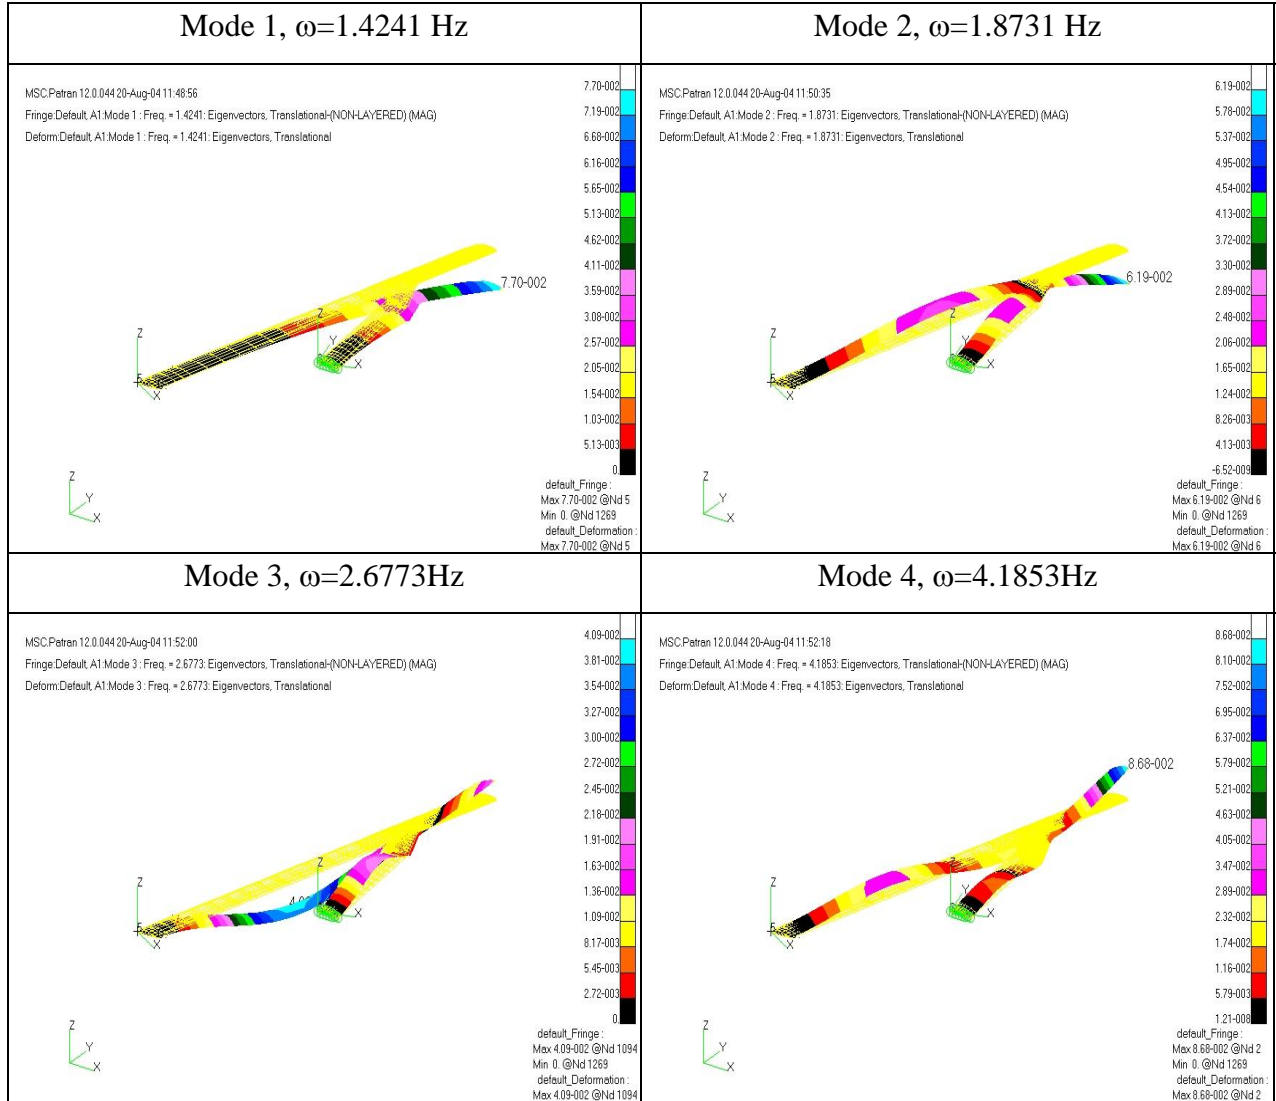 Mode 1, ω=1.4241 Hz
Mode 2, ω=1.8731 Hz
MSC.Patran 12.0.044 20-Aug-04 11:48:56
Fringe:Default, A1:Mode 1 : Freq. = 1.4241: Eigenvectors, Translational-(NON-LAYERED) (MAG)
Deform:Default, A1:Mode 1 : Freq. = 1.4241: Eigenvectors, Translational
7.70-002
7.19-002
6.68-002
6.16-002
5.65-002
5.13-002
4.62-002
4.11-002
3.59-002
3.08-002
2.57-002
2.05-002
1.54-002
1.03-002
5.13-003
0.
7.70-002
Z
Y
X
Z
X
Z
Y
X
default_Fringe :
Max 7.70-002 @Nd 5
Min 0. @Nd 1269
default_Deformation :
Max 7.70-002 @Nd 5
MSC.Patran 12.0.044 20-Aug-04 11:50:35
Fringe:Default, A1:Mode 2 : Freq. = 1.8731: Eigenvectors, Translational-(NON-LAYERED) (MAG)
Deform:Default, A1:Mode 2 : Freq. = 1.8731: Eigenvectors, Translational
6.19-002
5.78-002
5.37-002
4.95-002
4.54-002
4.13-002
3.72-002
3.30-002
2.89-002
2.48-002
2.06-002
1.65-002
1.24-002
8.26-003
4.13-003
-6.52-009
6.19-002
Z
X
Z
X
Z
Y
X
default_Fringe :
Max 6.19-002 @Nd 6
Min 0. @Nd 1269
default_Deformation :
Max 6.19-002 @Nd 6
Mode 3, ω=2.6773Hz
Mode 4, ω=4.1853Hz
MSC.Patran 12.0.044 20-Aug-04 11:52:00
Fringe:Default, A1:Mode 3 : Freq. = 2.6773: Eigenvectors, Translational-(NON-LAYERED) (MAG)
Deform:Default, A1:Mode 3 : Freq. = 2.6773: Eigenvectors, Translational
4.09-002
3.81-002
3.54-002
3.27-002
3.00-002
2.72-002
2.45-002
2.18-002
1.91-002
1.63-002
1.36-002
1.09-002
8.17-003
5.45-003
2.72-003
0.
Z
X
Z
X
Z
Y
X
default_Fringe :
Max 4.09-002 @Nd 1094
Min 0. @Nd 1269
default_Deformation :
Max 4.09-002 @Nd 1094
MSC.Patran 12.0.044 20-Aug-04 11:52:18
Fringe:Default, A1:Mode 4 : Freq. = 4.1853: Eigenvectors, Translational-(NON-LAYERED) (MAG)
Deform:Default, A1:Mode 4 : Freq. = 4.1853: Eigenvectors, Translational
8.68-002
8.10-002
7.52-002
6.95-002
6.37-002
5.79-002
5.21-002
4.63-002
4.05-002
3.47-002
2.89-002
2.32-002
1.74-002
1.16-002
5.79-003
1.21-008
8.68-002
Z
Y
X
Z
X
Z
Y
X
default_Fringe :
Max 8.68-002 @Nd 2
Min 0. @Nd 1269
default_Deformation :
Max 8.68-002 @Nd 2